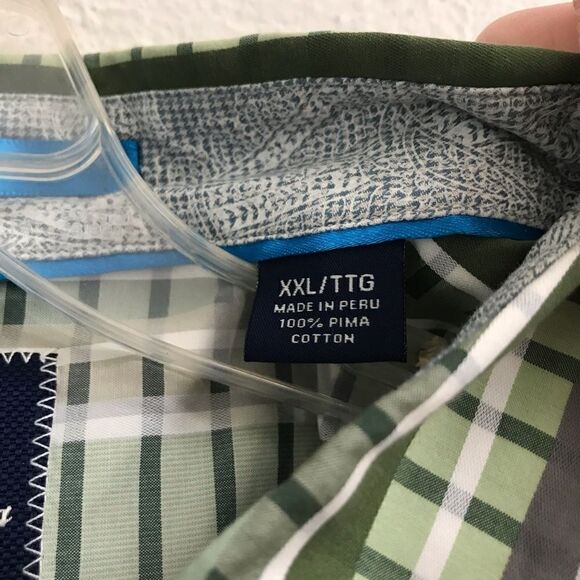 XXL/TTG
MADE IN PERU
100% PIMA
COTTON